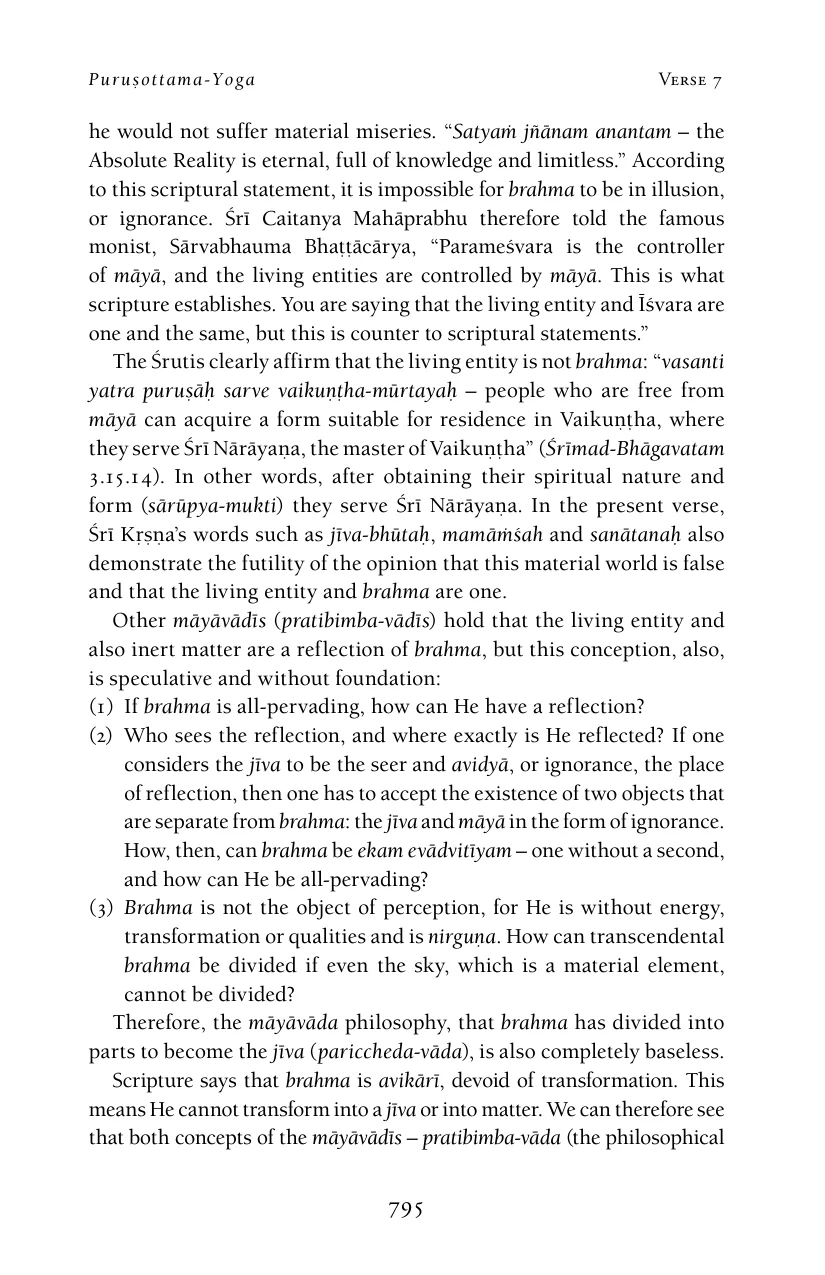 Puruṣottama-Yoga Verse 7
he would not suffer material miseries. “Satyaṁ jñānam anantam – the
Absolute Reality is eternal, full of knowledge and limitless.” According
to this scriptural statement, it is impossible for brahma to be in illusion,
or ignorance. Śrī Caitanya Mahāprabhu therefore told the famous
monist, Sārvabhauma Bhaṭṭācārya, “Parameśvara is the controller
of māyā, and the living entities are controlled by māyā. This is what
scripture establishes. You are saying that the living entity and Īśvara are
one and the same, but this is counter to scriptural statements.”
The Śrutis clearly affirm that the living entity is not brahma: “vasanti
yatra puruṣāḥ sarve vaikuṇṭha-mūrtayaḥ – people who are free from
māyā can acquire a form suitable for residence in Vaikuṇṭha, where
they serve Śrī Nārāyaṇa, the master of Vaikuṇṭha” (Śrīmad-Bhāgavatam
3.15.14). In other words, after obtaining their spiritual nature and
form (sārūpya-mukti) they serve Śrī Nārāyaṇa. In the present verse,
Śrī Kṛṣṇa’s words such as jīva-bhūtaḥ, mamāṁśah and sanātanaḥ also
demonstrate the futility of the opinion that this material world is false
and that the living entity and brahma are one.
Other māyāvādīs (pratibimba-vādīs) hold that the living entity and
also inert matter are a reflection of brahma, but this conception, also,
is speculative and without foundation:
(1) If brahma is all-pervading, how can He have a reflection?
(2) Who sees the reflection, and where exactly is He reflected? If one
considers the jīva to be the seer and avidyā, or ignorance, the place
of reflection, then one has to accept the existence of two objects that
are separate from brahma: the jīva and māyā in the form of ignorance.
How, then, can brahma be ekam evādvitīyam – one without a second,
and how can He be all-pervading?
(3) Brahma is not the object of perception, for He is without energy,
transformation or qualities and is nirguṇa. How can transcendental
brahma be divided if even the sky, which is a material element,
cannot be divided?
Therefore, the māyāvāda philosophy, that brahma has divided into
parts to become the jīva (pariccheda-vāda), is also completely baseless.
Scripture says that brahma is avikārī, devoid of transformation. This
means He cannot transform into a jīva or into matter. We can therefore see
that both concepts of the māyāvādīs – pratibimba-vāda (the philosophical
795